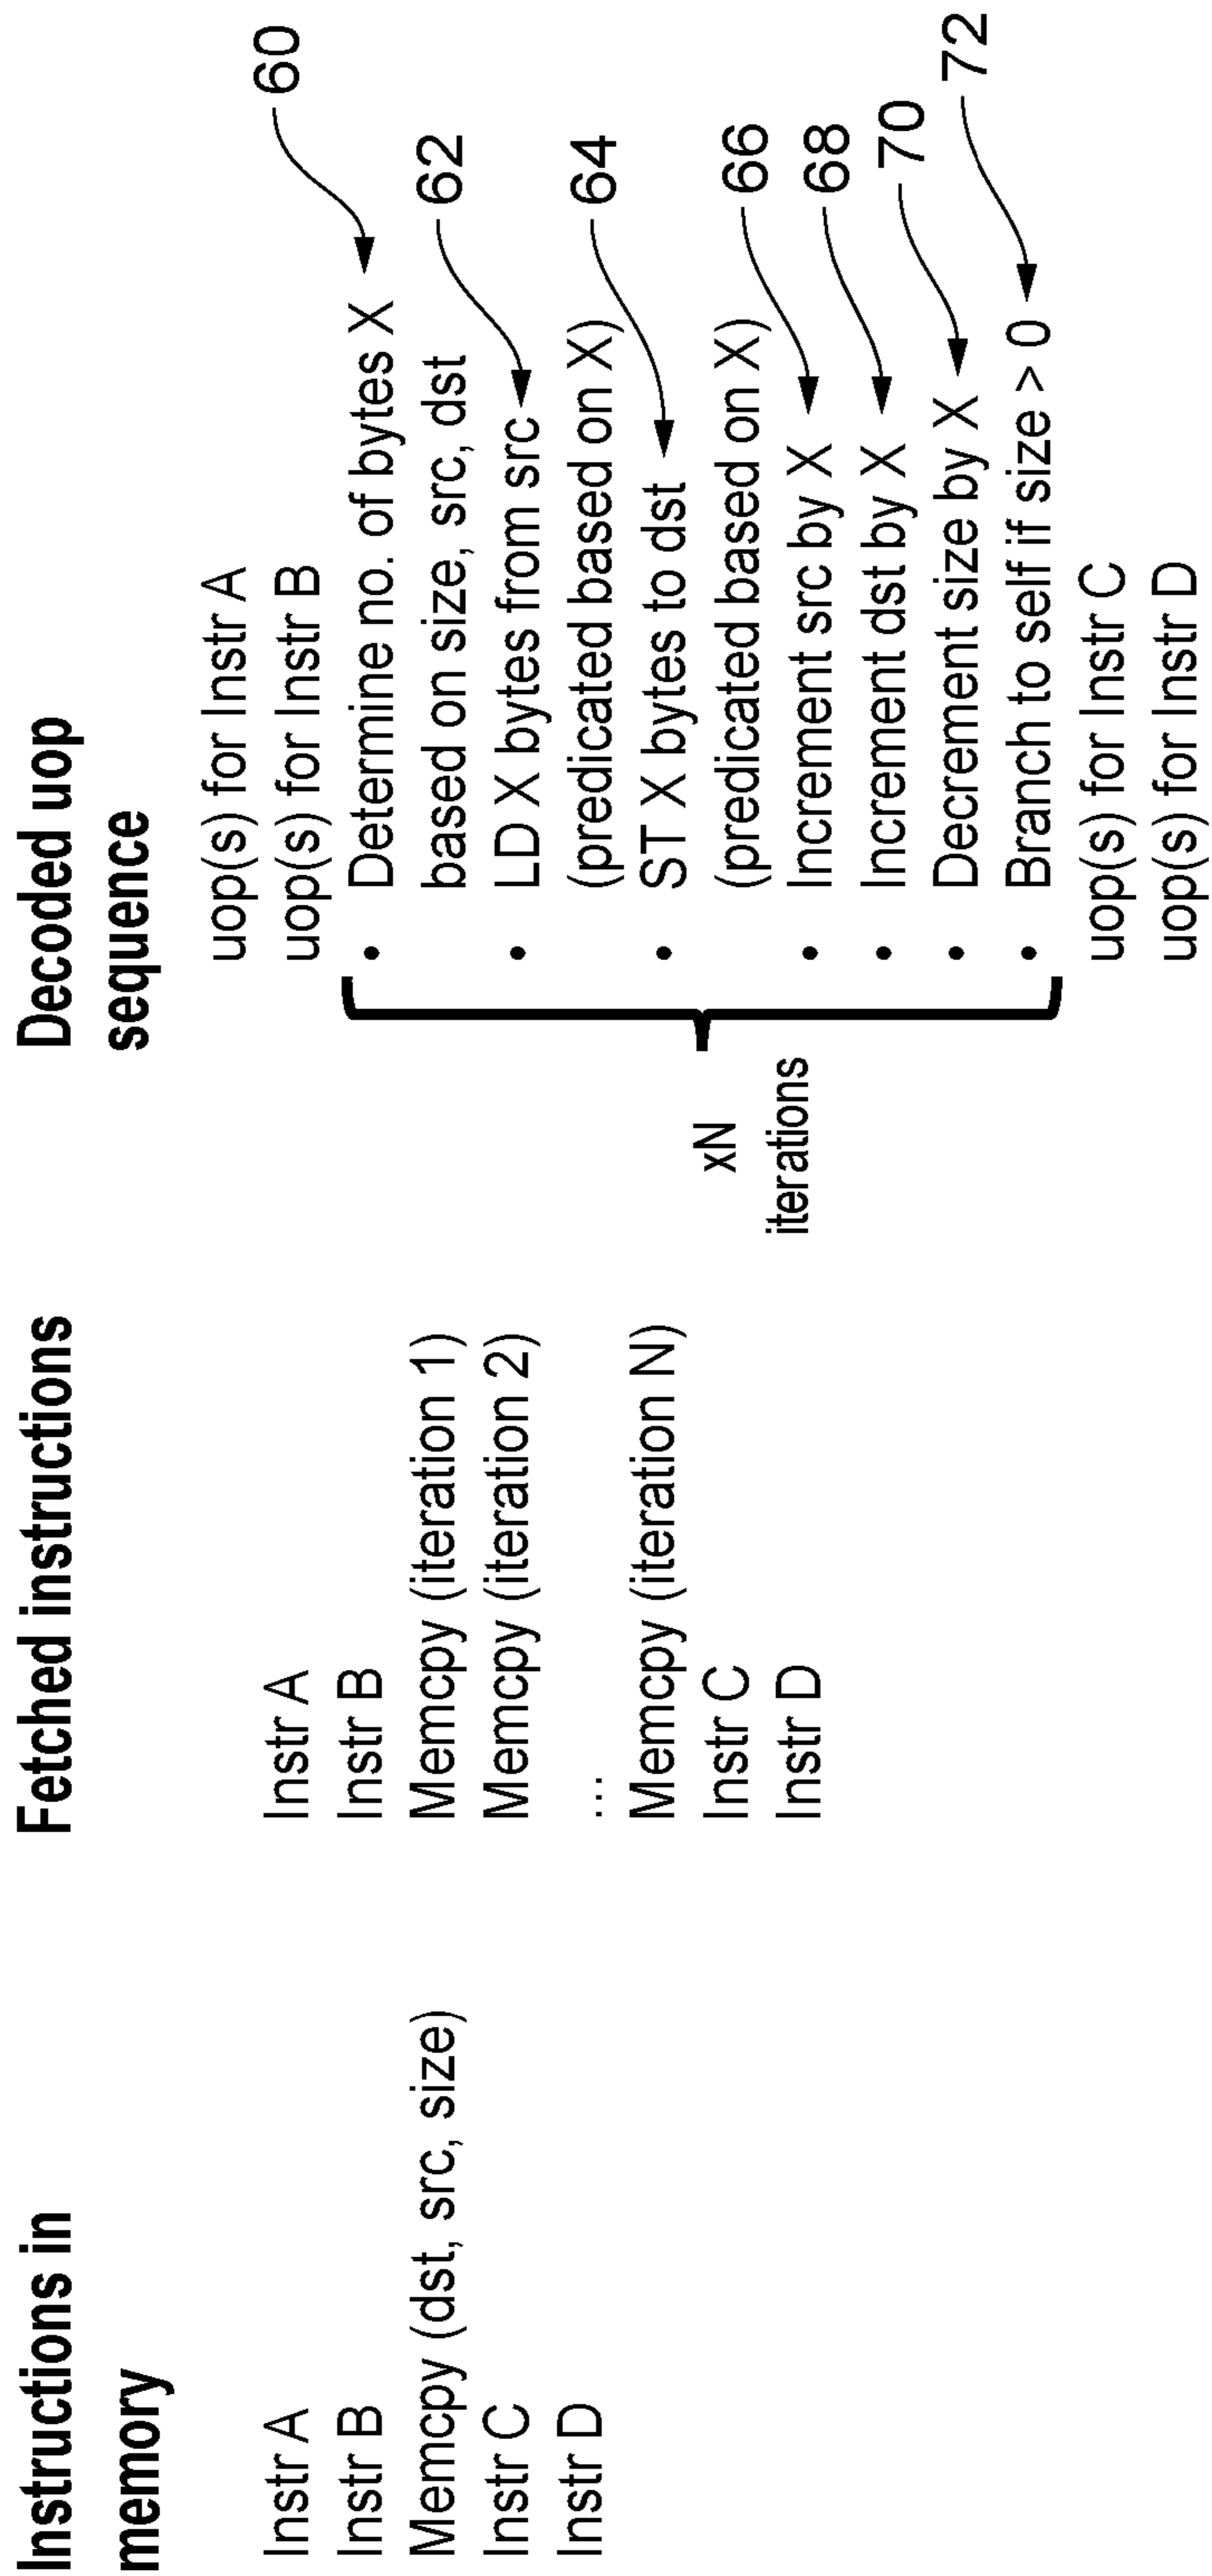 Instructions in
memory
Instr A
Instr B
Memcpy (dst, src, size)
Instr C
Instr D
Fetched instructions
Instr A
Instr B
Memcpy (iteration 1)
Memcpy (iteration 2)
...
Memcpy (iteration N)
Instr C
Instr D
Decoded uop
sequence
uop(s) for Instr A
uop(s) for Instr B
xN
iterations
• Determine no. of bytes X
based on size, src, dst
• LD X bytes from src
(predicated based on X)
• ST X bytes to dst
(predicated based on X)
• Increment src by X
• Increment dst by X
• Decrement size by X
• Branch to self if size > 0
uop(s) for Instr C
uop(s) for Instr D
60
62
64
66
68
70
72